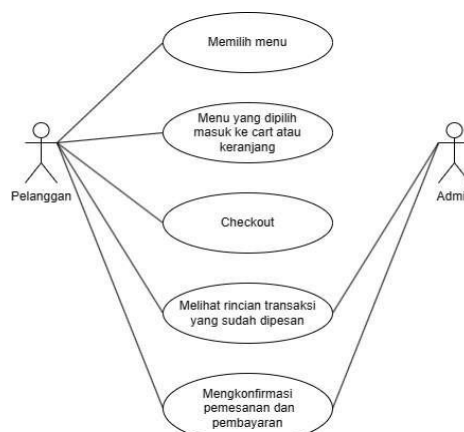 Memilih menu
Menu yang dipilih
masuk ke cart atau
keranjang
Pelanggan
Admi
Checkout
Melihat rincian transaksi
yang sudah dipesan
Mengkonfirmasi
pemesanan dan
pembayaran